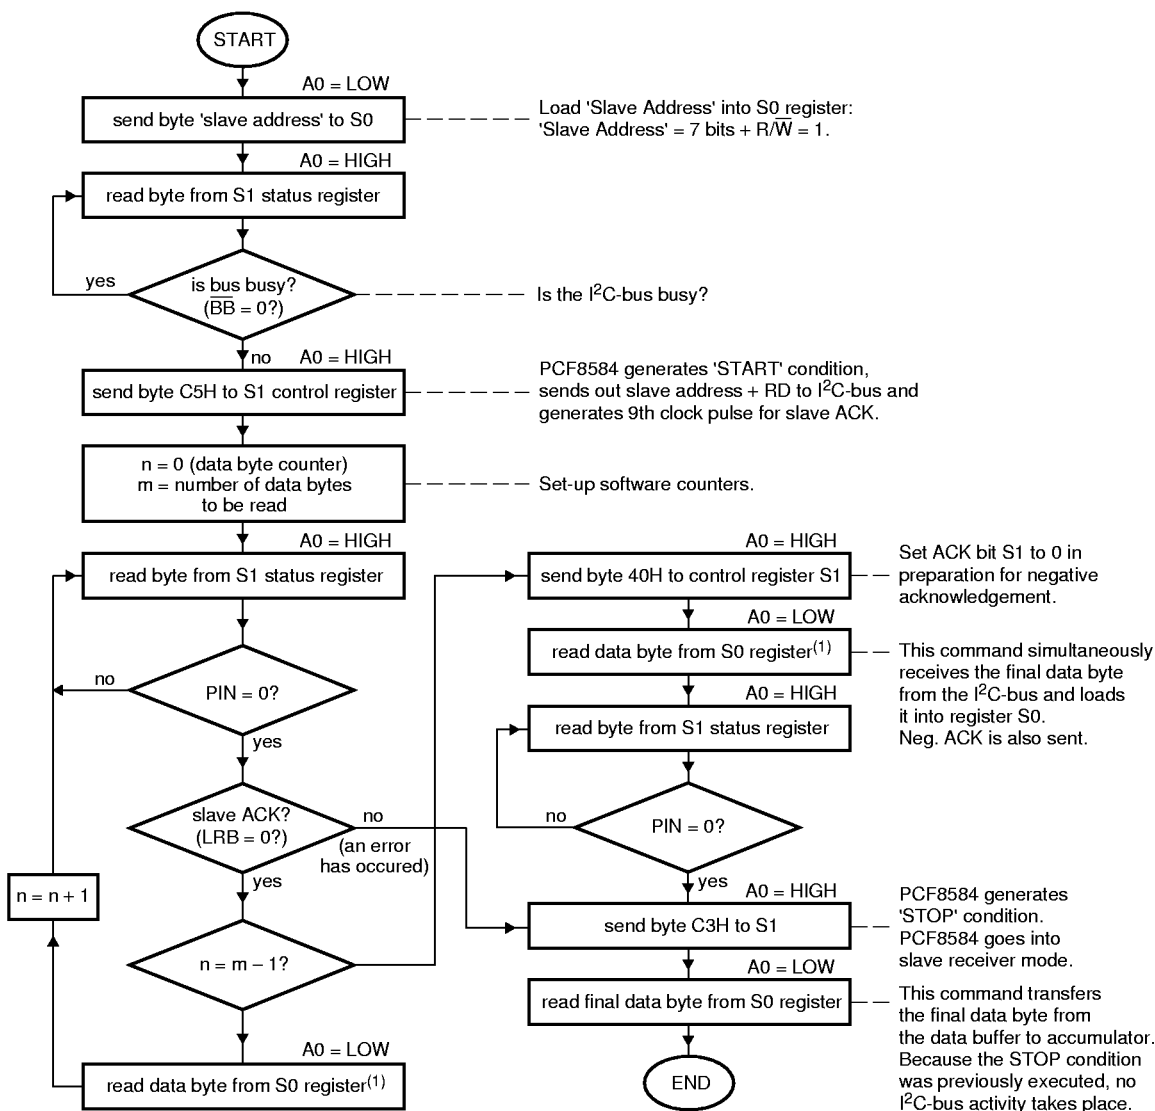 START
A0 = LOW
send byte 'slave address' to S0
Load 'Slave Address' into S0 register:
'Slave Address' = 7 bits + R/W̅ = 1.
A0 = HIGH
read byte from S1 status register
yes
is bus busy?
(B̅B̅ = 0?)
Is the I²C-bus busy?
no
A0 = HIGH
send byte C5H to S1 control register
PCF8584 generates 'START' condition,
sends out slave address + RD to I²C-bus and
generates 9th clock pulse for slave ACK.
n = 0 (data byte counter)
m = number of data bytes
to be read
Set-up software counters.
A0 = HIGH
read byte from S1 status register
no
PIN = 0?
yes
slave ACK?
(LRB = 0?)
no
(an error
has occured)
yes
n = n + 1
n = m – 1?
A0 = LOW
read data byte from S0 register(1)
A0 = HIGH
send byte 40H to control register S1
Set ACK bit S1 to 0 in
preparation for negative
acknowledgement.
A0 = LOW
read data byte from S0 register(1)
This command simultaneously
receives the final data byte
from the I²C-bus and loads
it into register S0.
Neg. ACK is also sent.
A0 = HIGH
read byte from S1 status register
no
PIN = 0?
yes
A0 = HIGH
send byte C3H to S1
PCF8584 generates
'STOP' condition.
PCF8584 goes into
slave receiver mode.
A0 = LOW
read final data byte from S0 register
This command transfers
the final data byte from
the data buffer to accumulator.
Because the STOP condition
was previously executed, no
I²C-bus activity takes place.
END